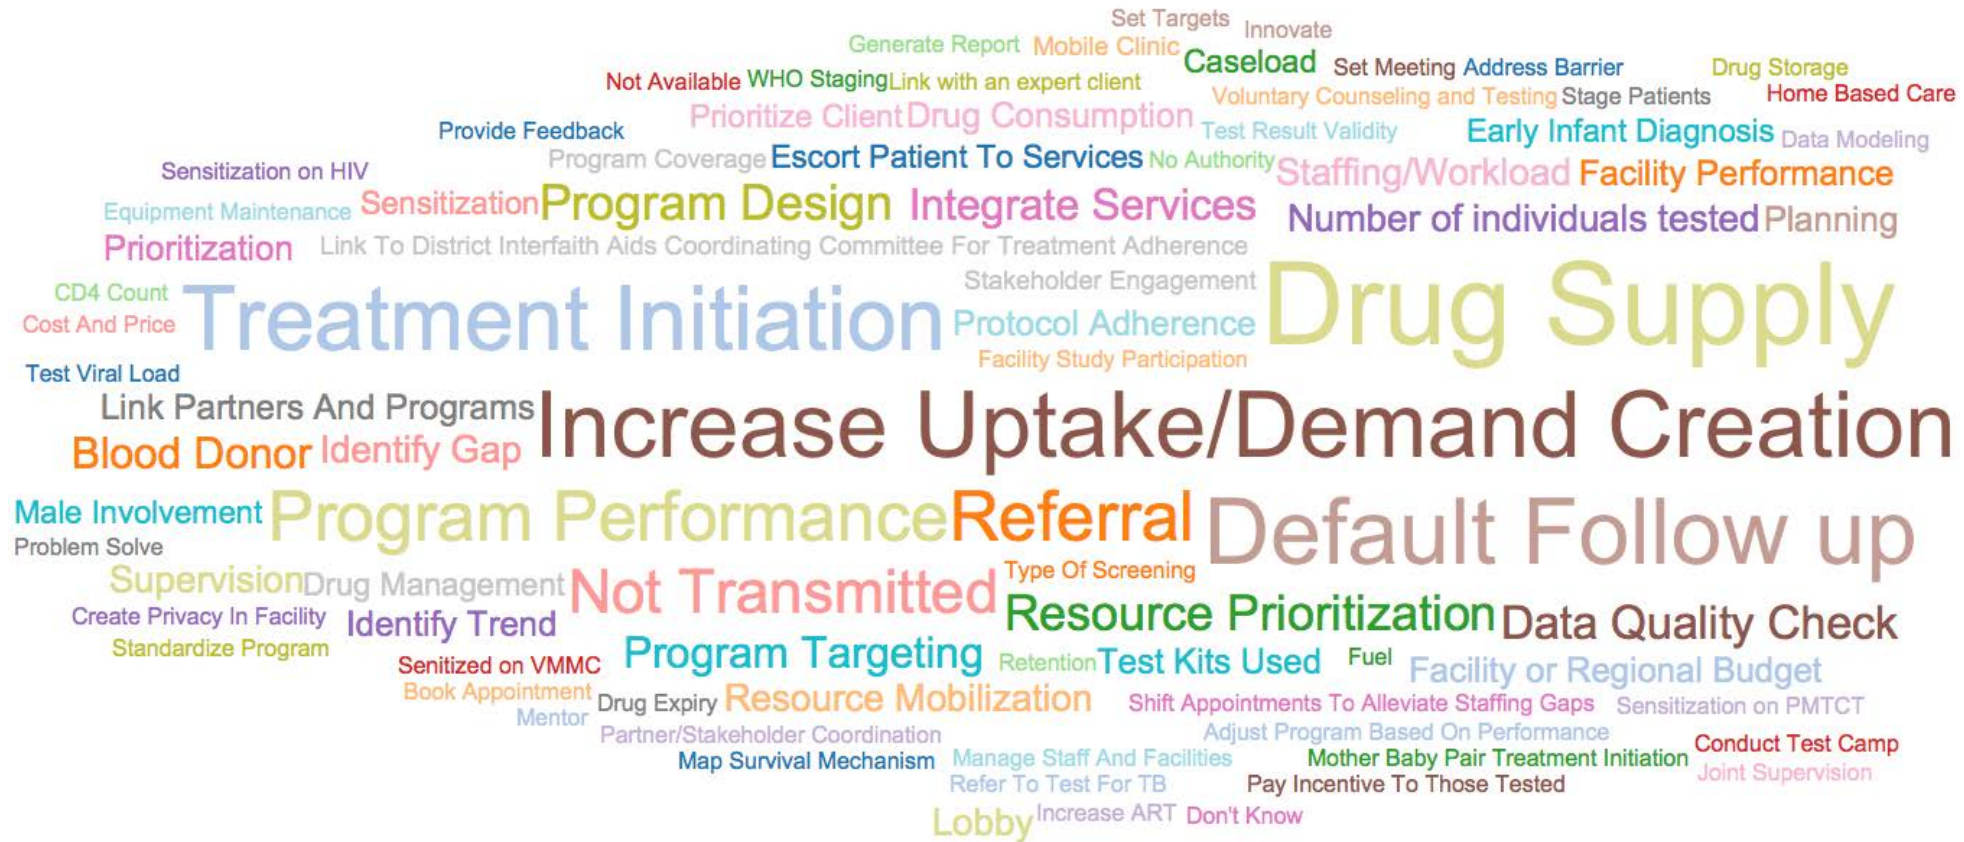 Set Targets Innovate
Generate Report Mobile Clinic Caseload Set Meeting Address Barrier Drug Storage
Not Available WHO Staging Link with an expert client Voluntary Counseling and Testing Stage Patients Home Based Care
Prioritize Client Drug Consumption
Provide Feedback Test Result Validity Early Infant Diagnosis Data Modeling
Program Coverage Escort Patient To Services No Authority
Sensitization on HIV Staffing/Workload Facility Performance
Equipment Maintenance Sensitization Program Design Integrate Services Number of individuals tested Planning
Prioritization Link To District Interfaith Aids Coordinating Committee For Treatment Adherence
Stakeholder Engagement
CD4 Count Treatment Initiation Drug Supply
Cost And Price Protocol Adherence
Facility Study Participation
Test Viral Load
Link Partners And Programs Increase Uptake/Demand Creation
Blood Donor Identify Gap
Male Involvement Program Performance Referral Default Follow up
Problem Solve
Supervision Drug Management Not Transmitted Type Of Screening
Create Privacy In Facility Identify Trend Resource Prioritization Data Quality Check
Standardize Program
Senitized on VMMC Program Targeting Retention Test Kits Used Fuel Facility or Regional Budget
Book Appointment Drug Expiry Resource Mobilization Shift Appointments To Alleviate Staffing Gaps Sensitization on PMTCT
Mentor
Partner/Stakeholder Coordination Adjust Program Based On Performance
Map Survival Mechanism Manage Staff And Facilities Mother Baby Pair Treatment Initiation Conduct Test Camp
Refer To Test For TB Pay Incentive To Those Tested Joint Supervision
Lobby Increase ART Don't Know